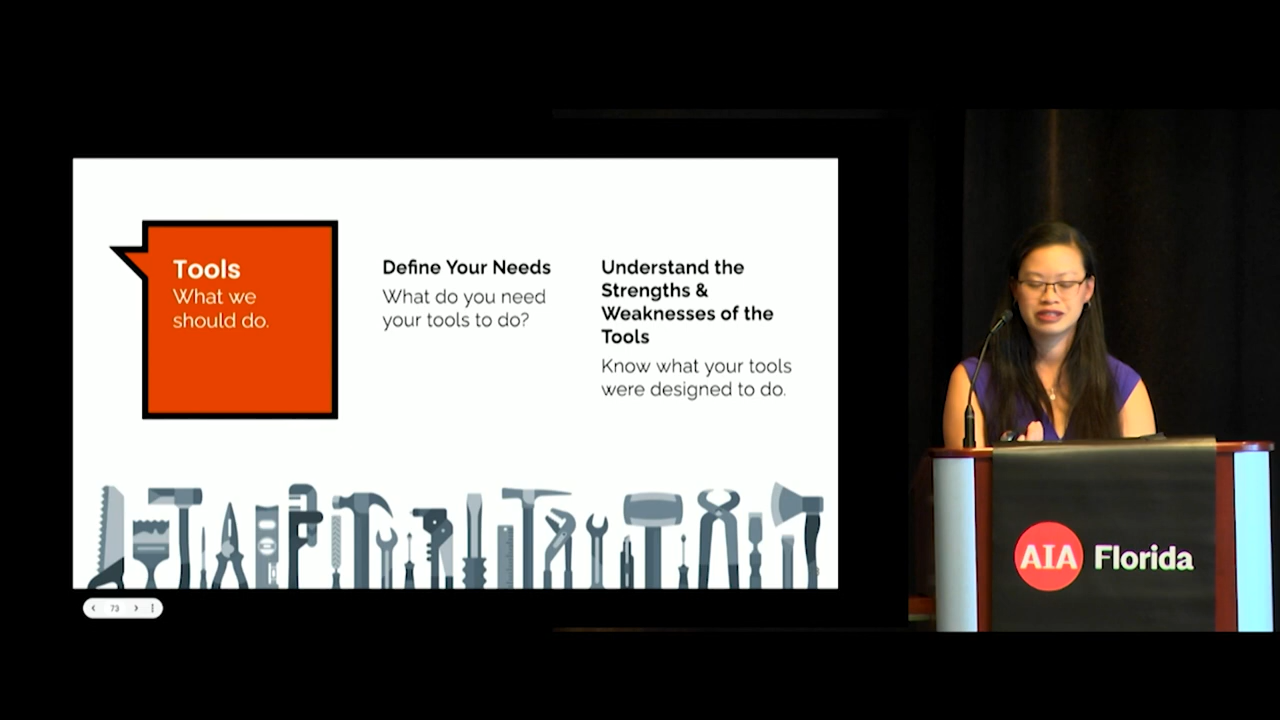 Tools
What we
should do.
Define Your Needs
What do you need
your tools to do?
Understand the
Strengths &
Weaknesses of the
Tools
Know what your tools
were designed to do.
73
AIA Florida